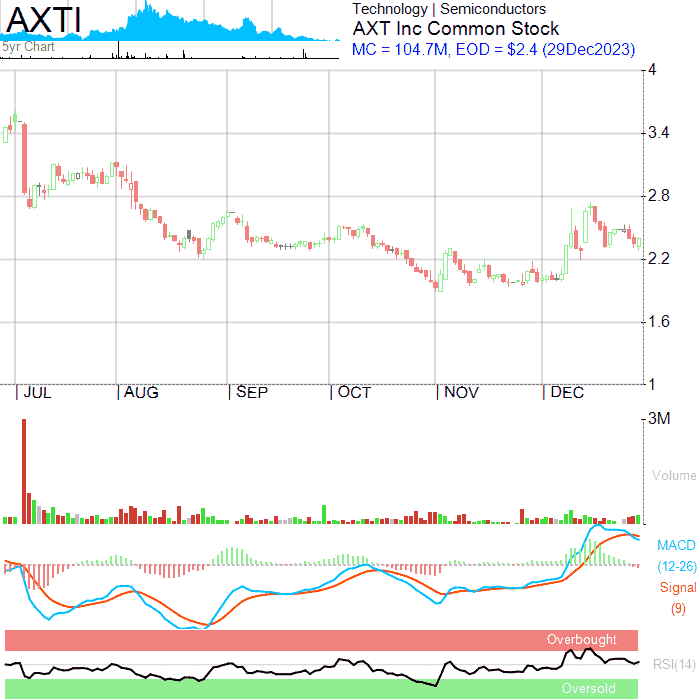 AXTI
5yr Chart
Technology | Semiconductors
AXT Inc Common Stock
MC = 104.7M, EOD = $2.4 (29Dec2023)
4
3.4
2.8
2.2
1.6
1
JUL
AUG
SEP
OCT
NOV
DEC
3M
Volume
MACD
(12-26)
Signal
(9)
Overbought
RSI(14)
Oversold